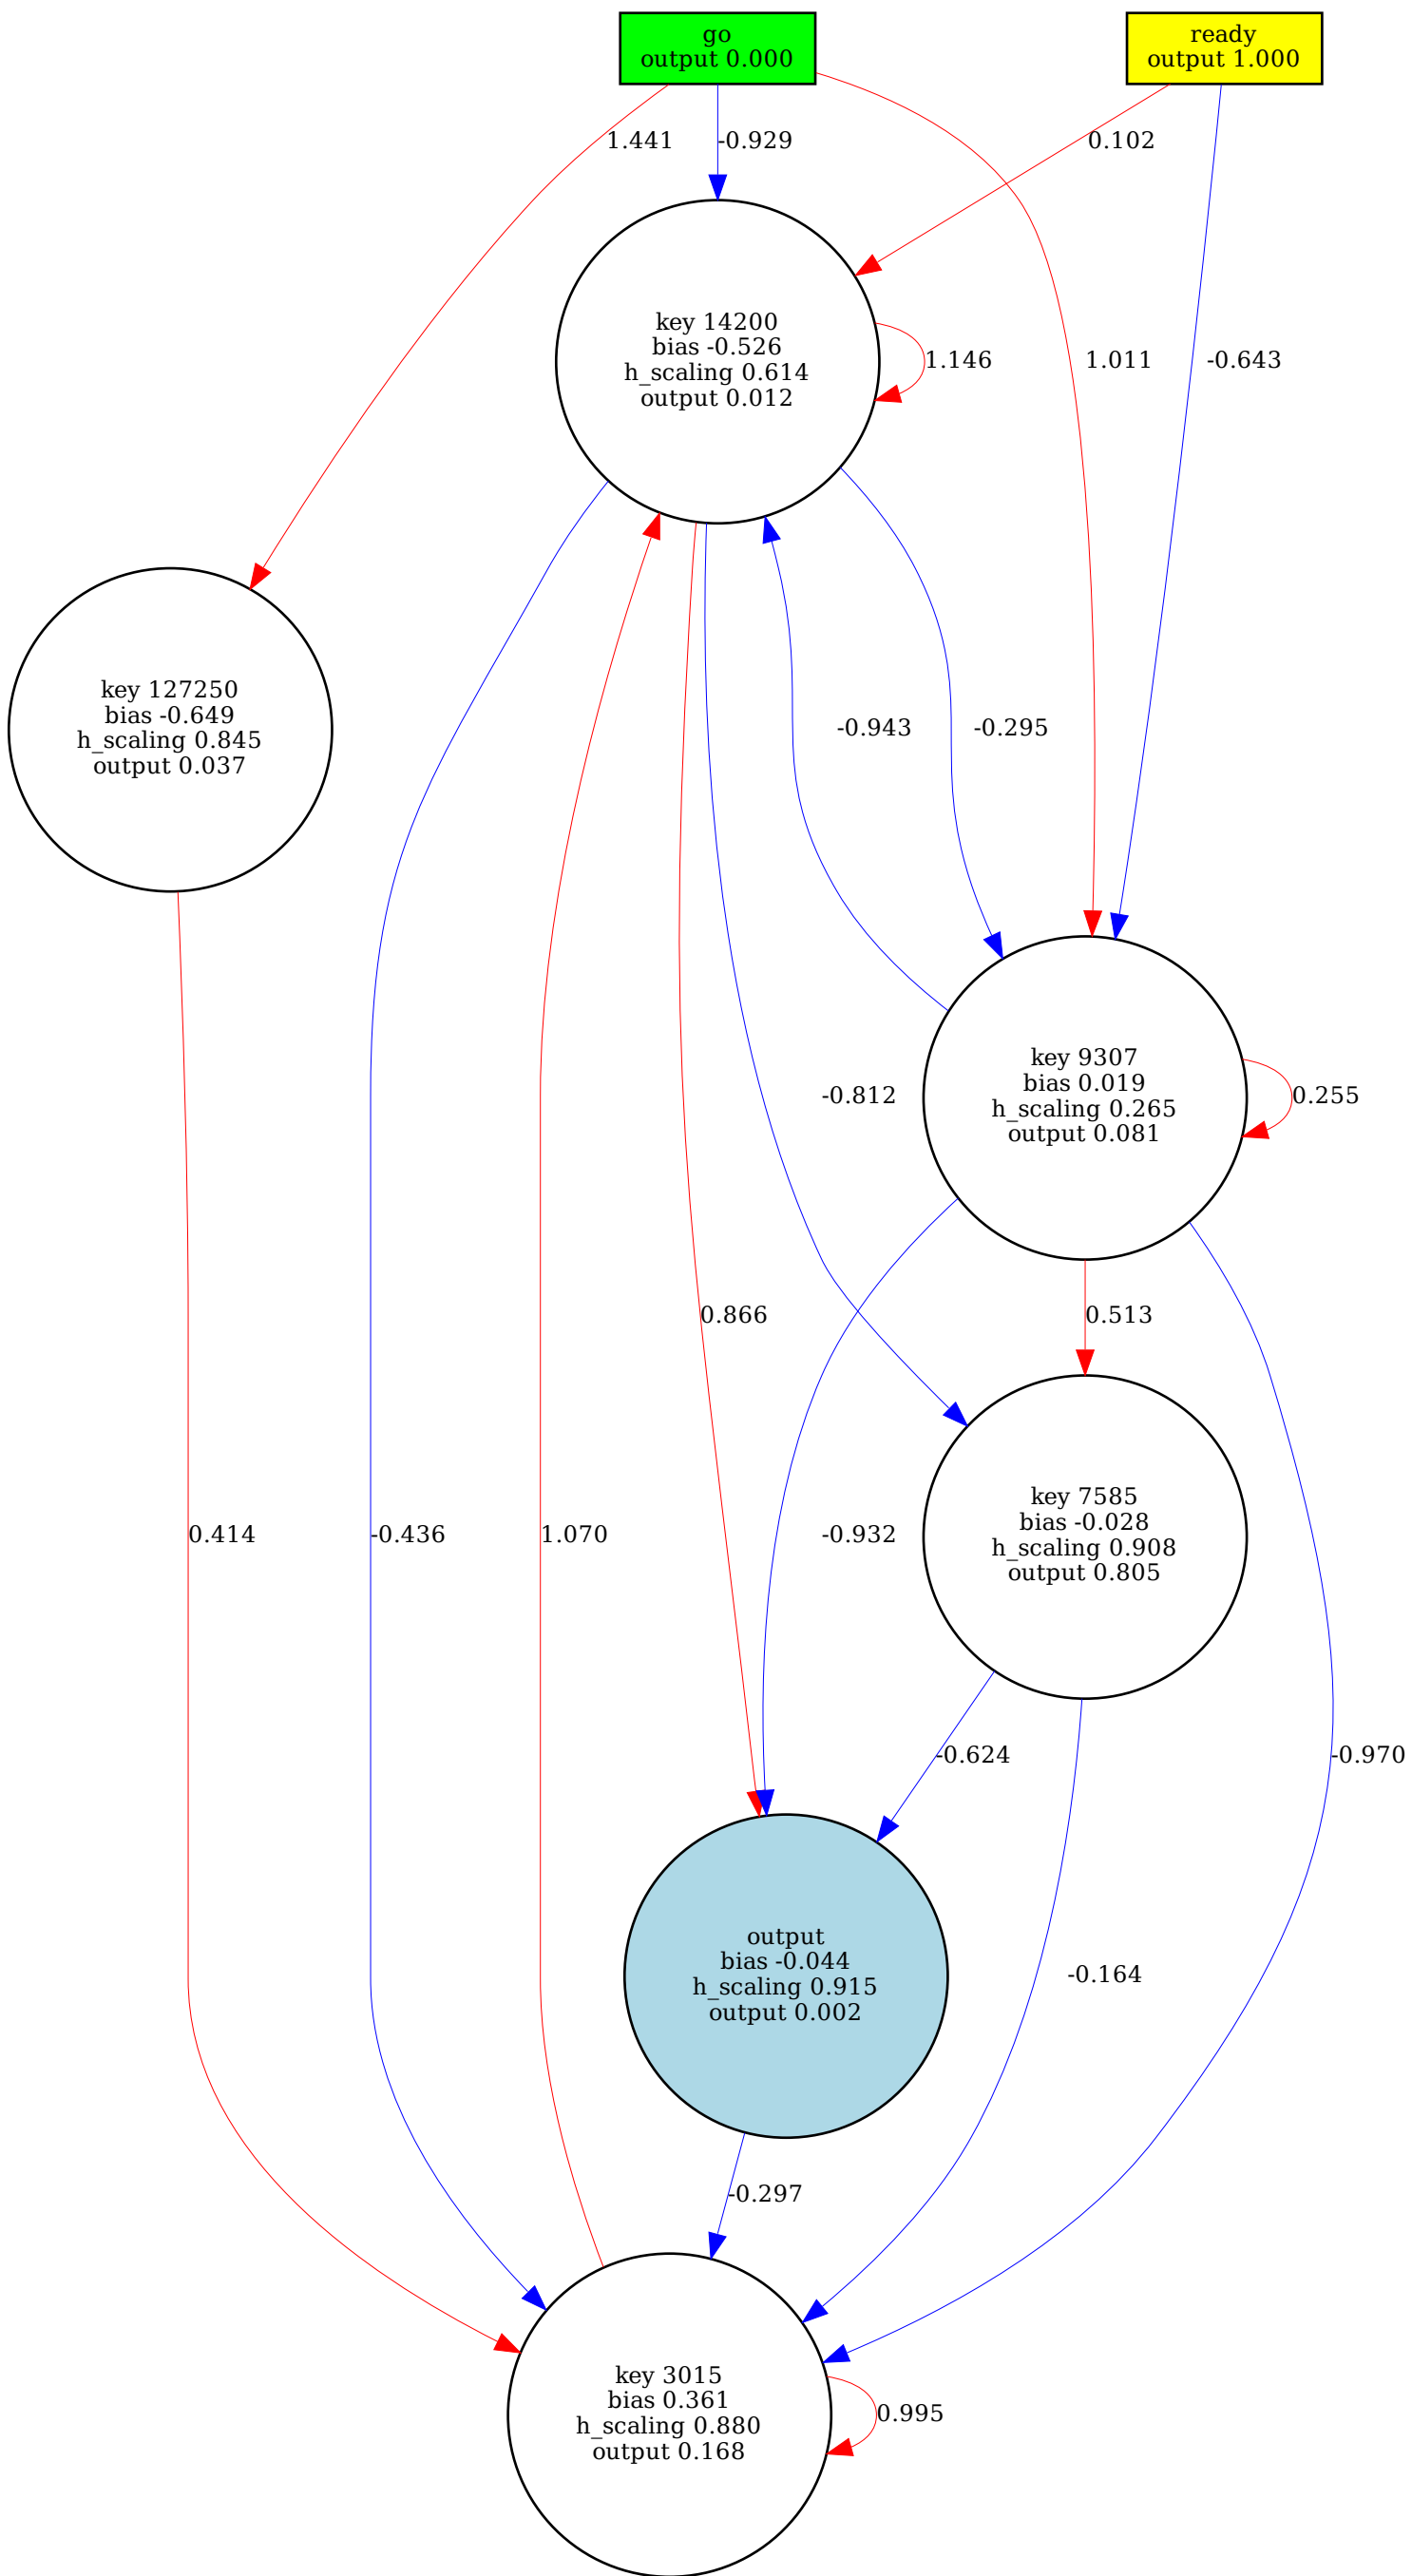 go
output 0.000
ready
output 1.000
1.441
-0.929
0.102
key 14200
bias -0.526
h_scaling 0.614
output 0.012
1.146
1.011
-0.643
key 127250
bias -0.649
h_scaling 0.845
output 0.037
-0.943
-0.295
key 9307
bias 0.019
h_scaling 0.265
output 0.081
-0.812
0.255
0.866
0.513
0.414
-0.436
1.070
-0.932
key 7585
bias -0.028
h_scaling 0.908
output 0.805
-0.624
-0.970
output
bias -0.044
h_scaling 0.915
output 0.002
-0.164
-0.297
key 3015
bias 0.361
h_scaling 0.880
output 0.168
0.995